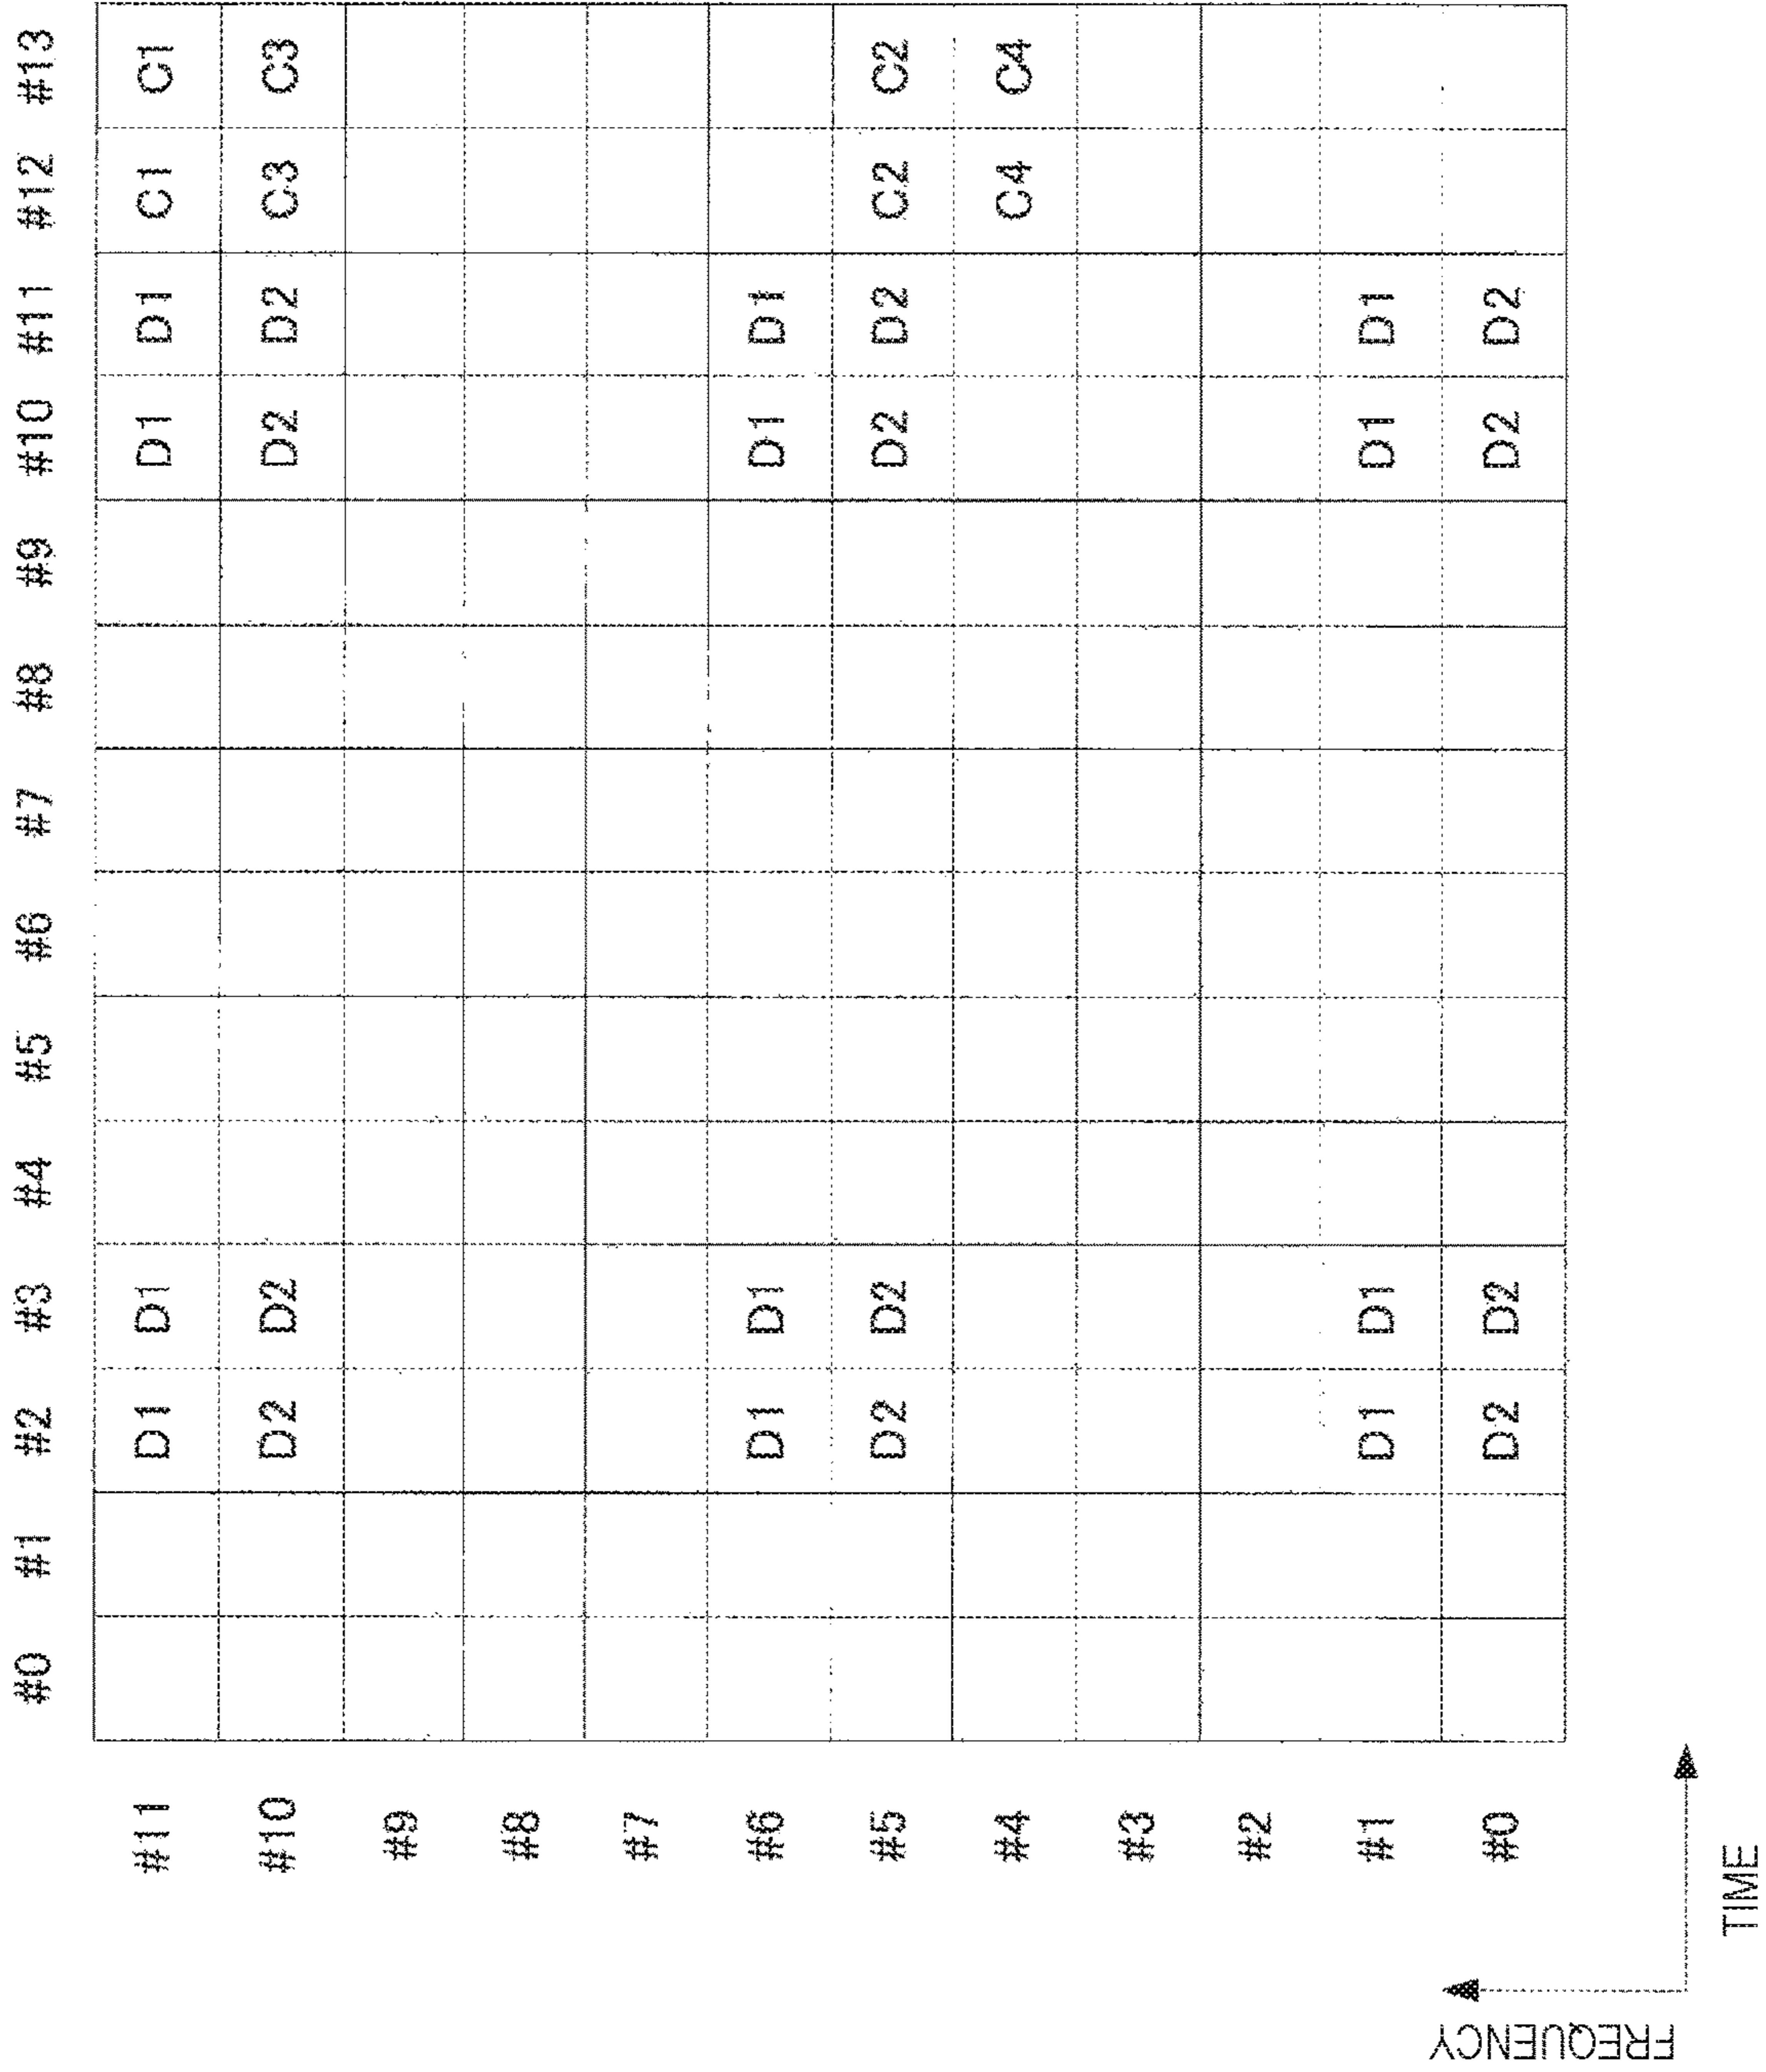 #0 #1 #2 #3 #4 #5 #6 #7 #8 #9 #10 #11 #12 #13
#11 D1 D1 D1 D1 C1 C1
#10 D2 D2 D2 D2 C3 C3
#9
#8
#7
#6 D1 D1 D1 D1
#5 D2 D2 D2 D2 C2 C2
#4 C4 C4
#3
#2
#1 D1 D1 D1 D1
#0 D2 D2 D2 D2
FREQUENCY
TIME